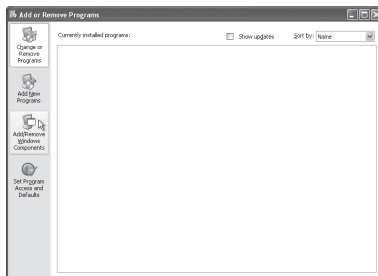 Add or Remove Programs
Change or
Remove
Programs
Currently installed programs:
Show updates
Sort by:
Name
Add New
Programs
Add/Remove
Windows
Components
Set Program
Access and
Defaults